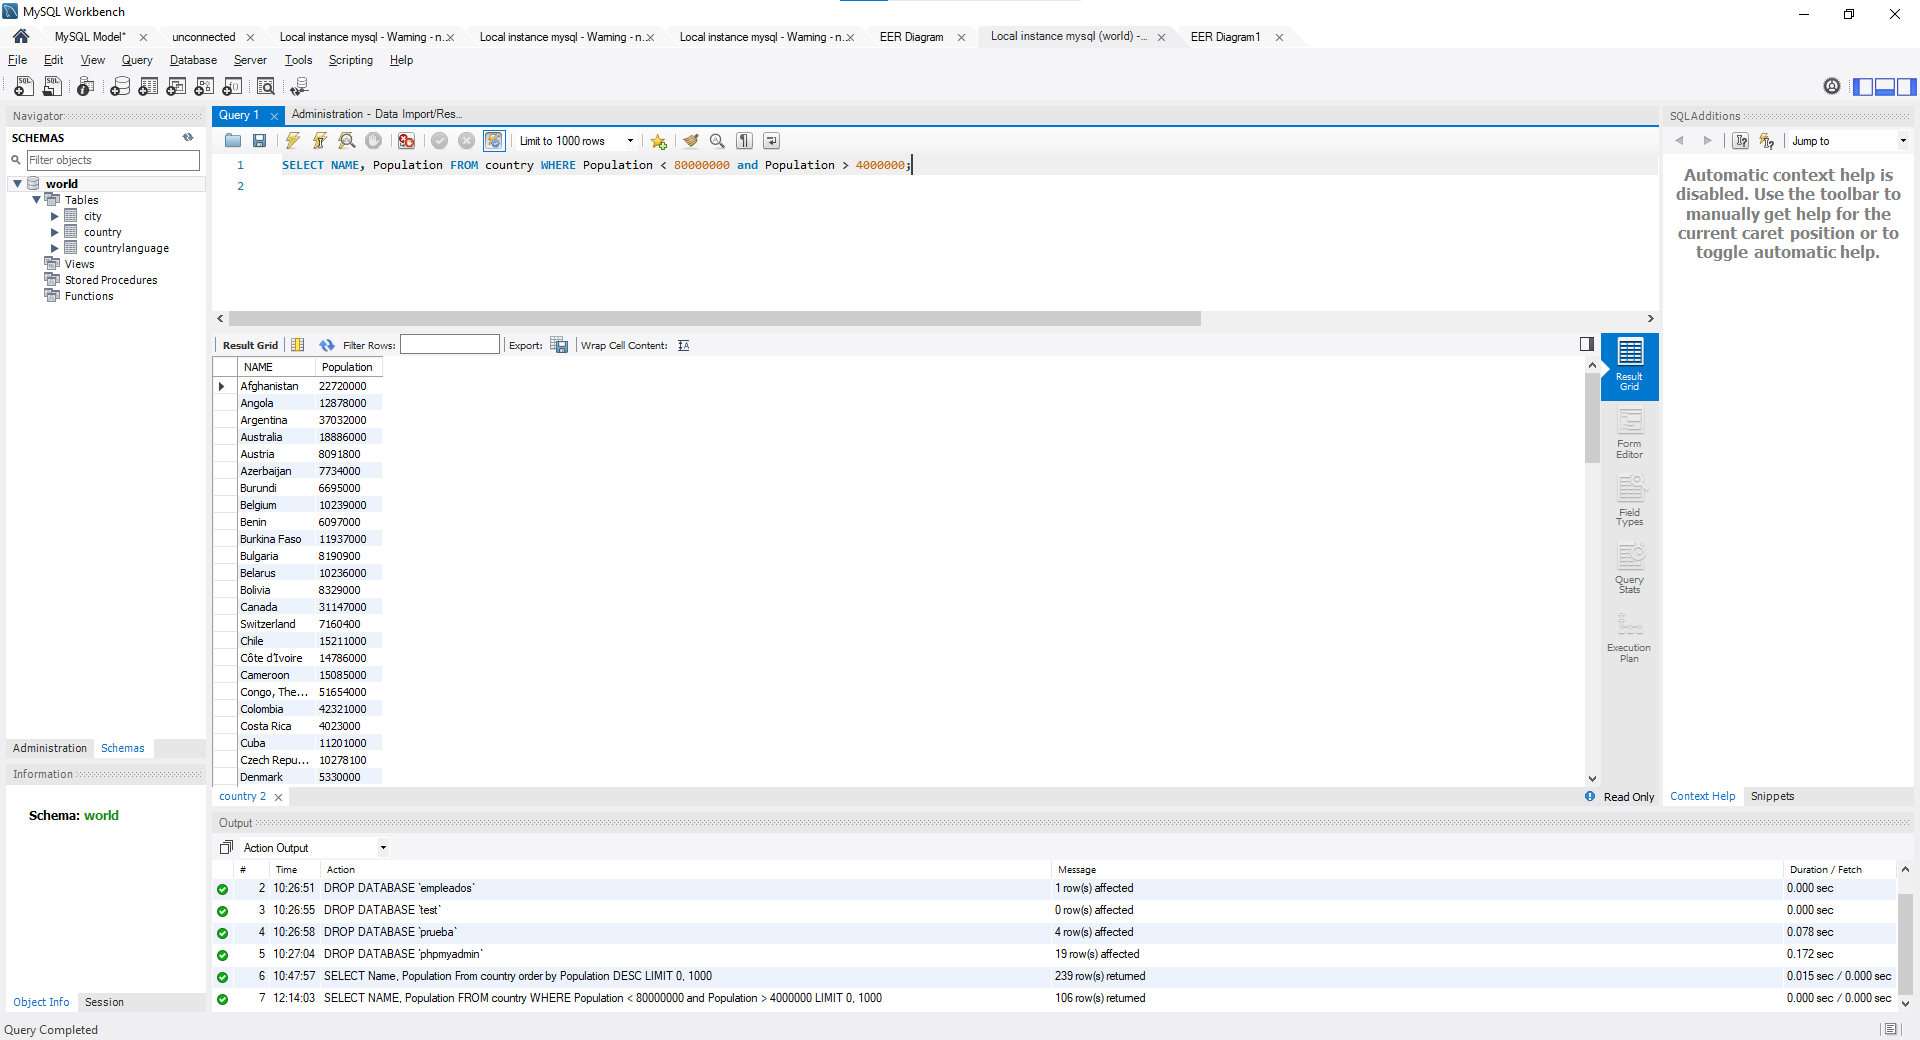 MySQL Workbench
MySQL Model*
unconnected
Local instance mysql - Warning - n...
Local instance mysql - Warning - n...
Local instance mysql - Warning - n...
EER Diagram
Local instance mysql (world) -...
EER Diagram1
File Edit View Query Database Server Tools Scripting Help
Navigator
SCHEMAS
Filter objects
world
Tables
city
country
countrylanguage
Views
Stored Procedures
Functions
Administration Schemas
Information
Schema: world
Object Info Session
Query Completed
Query 1
Administration - Data Import/Res...
Limit to 1000 rows
1 SELECT NAME, Population FROM country WHERE Population < 80000000 and Population > 4000000;
2
Result Grid Filter Rows: Export: Wrap Cell Content:
NAME Population
Afghanistan 22720000
Angola 12878000
Argentina 37032000
Australia 18886000
Austria 8091800
Azerbaijan 7734000
Burundi 6695000
Belgium 10239000
Benin 6097000
Burkina Faso 11937000
Bulgaria 8190900
Belarus 10236000
Bolivia 8329000
Canada 31147000
Switzerland 7160400
Chile 15211000
Côte d'Ivoire 14786000
Cameroon 15085000
Congo, The... 51654000
Colombia 42321000
Costa Rica 4023000
Cuba 11201000
Czech Repu... 10278100
Denmark 5330000
country 2
Read Only
Result
Grid
Form
Editor
Field
Types
Query
Stats
Execution
Plan
SQLAdditions
Jump to
Automatic context help is
disabled. Use the toolbar to
manually get help for the
current caret position or to
toggle automatic help.
Context Help Snippets
Output
Action Output
# Time Action Message Duration / Fetch
2 10:26:51 DROP DATABASE `empleados` 1 row(s) affected 0.000 sec
3 10:26:55 DROP DATABASE `test` 0 row(s) affected 0.000 sec
4 10:26:58 DROP DATABASE `prueba` 4 row(s) affected 0.078 sec
5 10:27:04 DROP DATABASE `phpmyadmin` 19 row(s) affected 0.172 sec
6 10:47:57 SELECT Name, Population From country order by Population DESC LIMIT 0, 1000 239 row(s) returned 0.015 sec / 0.000 sec
7 12:14:03 SELECT NAME, Population FROM country WHERE Population < 80000000 and Population > 4000000 LIMIT 0, 1000 106 row(s) returned 0.000 sec / 0.000 sec